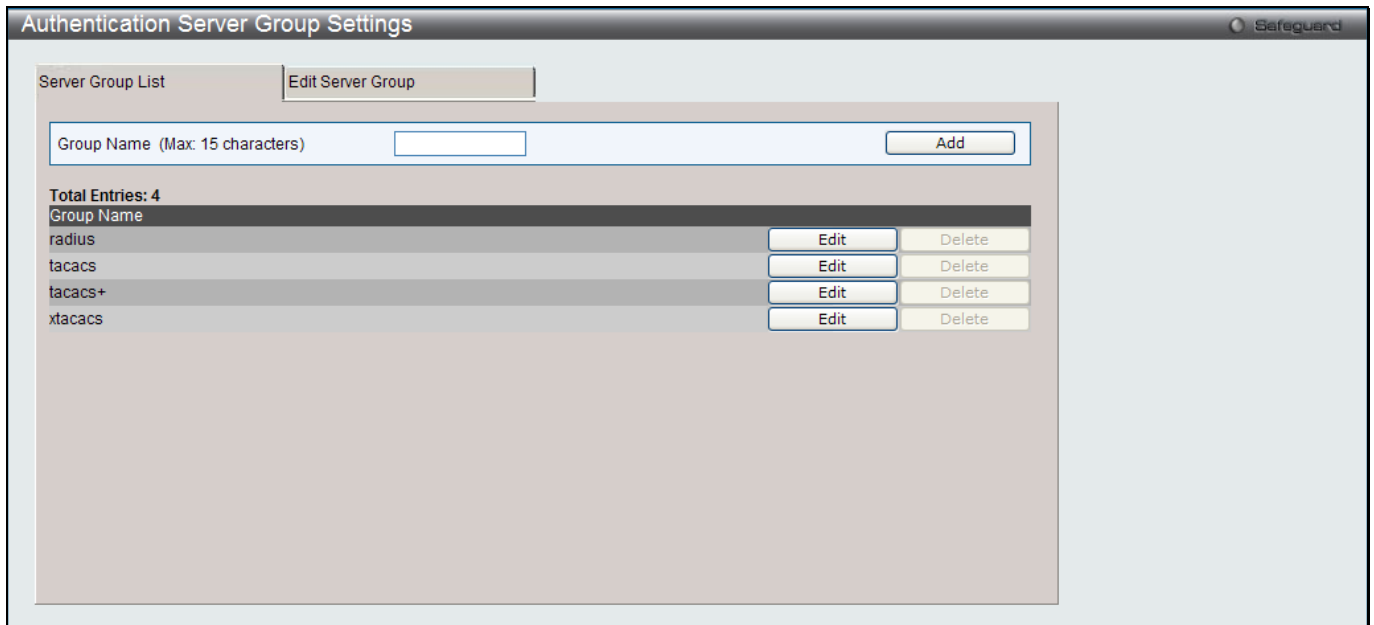 Authentication Server Group Settings
Safeguard
Server Group List
Edit Server Group
Group Name (Max: 15 characters)
Add
Total Entries: 4
Group Name
radius
Edit
Delete
tacacs
Edit
Delete
tacacs+
Edit
Delete
xtacacs
Edit
Delete